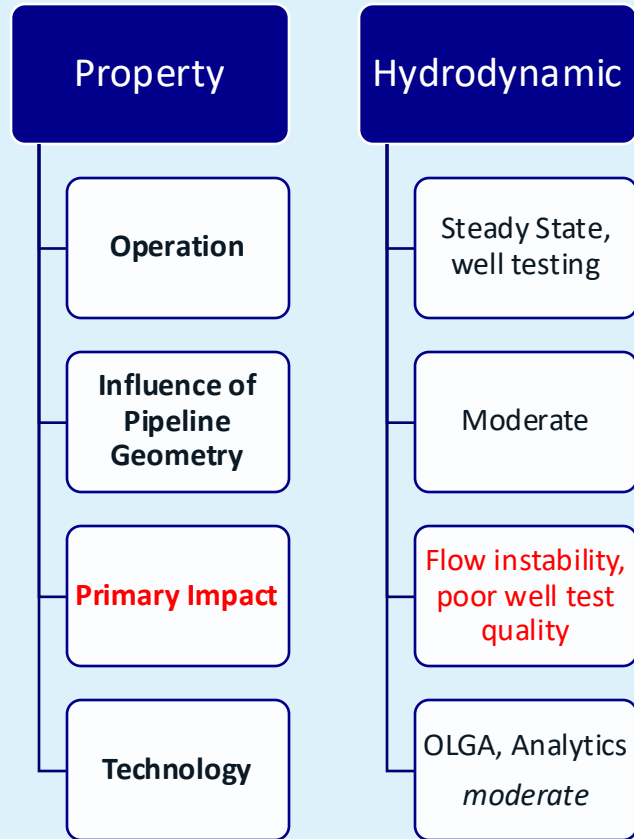 Property
Operation
Influence of
Pipeline
Geometry
Primary Impact
Technology
Hydrodynamic
Steady State,
well testing
Moderate
Flow instability,
poor well test
quality
OLGA, Analytics
moderate